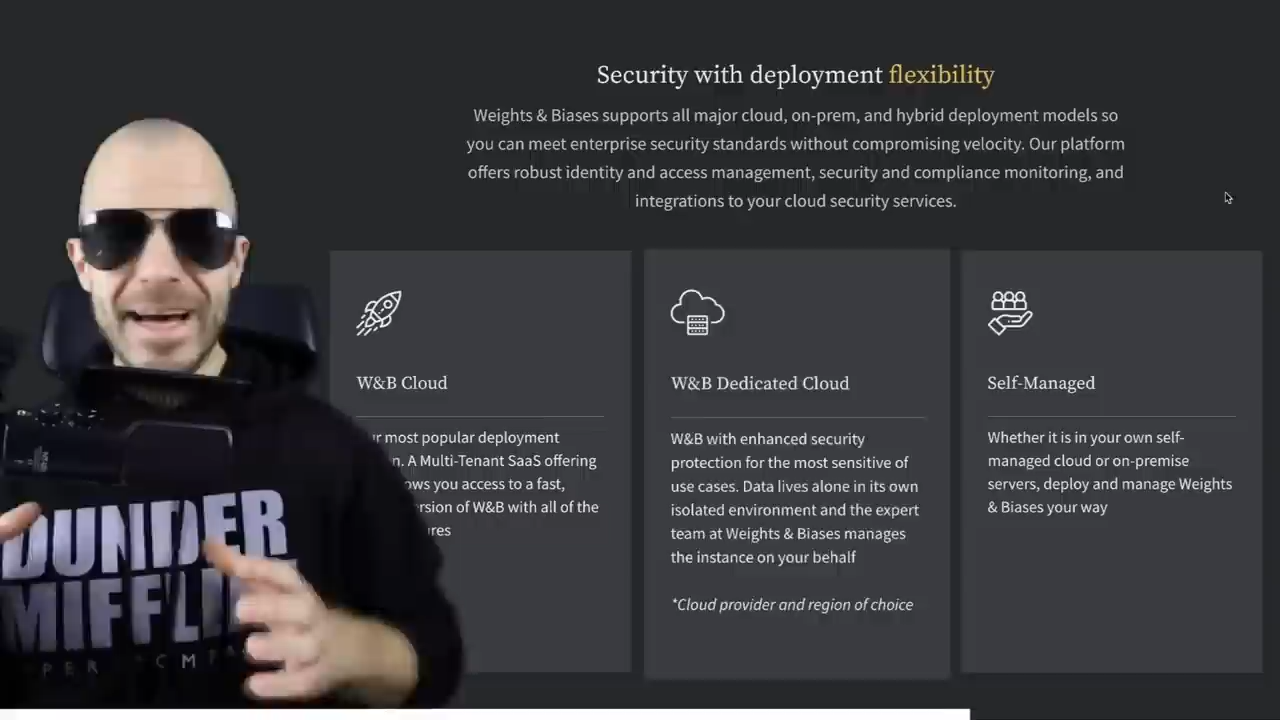 Security with deployment flexibility
Weights & Biases supports all major cloud, on-prem, and hybrid deployment models so
you can meet enterprise security standards without compromising velocity. Our platform
offers robust identity and access management, security and compliance monitoring, and
integrations to your cloud security services.
W&B Cloud
most popular deployment
A Multi-Tenant SaaS offering
you access to a fast,
of W&B with all of the
W&B Dedicated Cloud
W&B with enhanced security
protection for the most sensitive of
use cases. Data lives alone in its own
isolated environment and the expert
team at Weights & Biases manages
the instance on your behalf
*Cloud provider and region of choice
Self-Managed
Whether it is in your own self-
managed cloud or on-premise
servers, deploy and manage Weights
& Biases your way
DUNDER
MIFFLIN